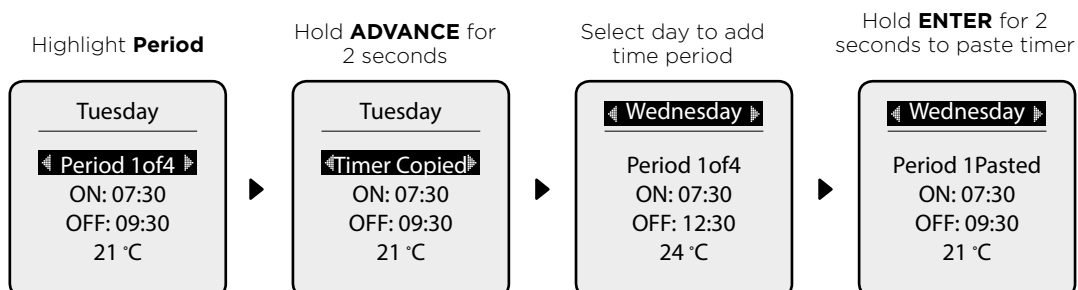 Highlight Period
Tuesday
Period 1of4
ON: 07:30
OFF: 09:30
21 °C
Hold ADVANCE for
2 seconds
Tuesday
Timer Copied
ON: 07:30
OFF: 09:30
21 °C
Select day to add
time period
Wednesday
Period 1of4
ON: 07:30
OFF: 12:30
24 °C
Hold ENTER for 2
seconds to paste timer
Wednesday
Period 1Pasted
ON: 07:30
OFF: 09:30
21 °C